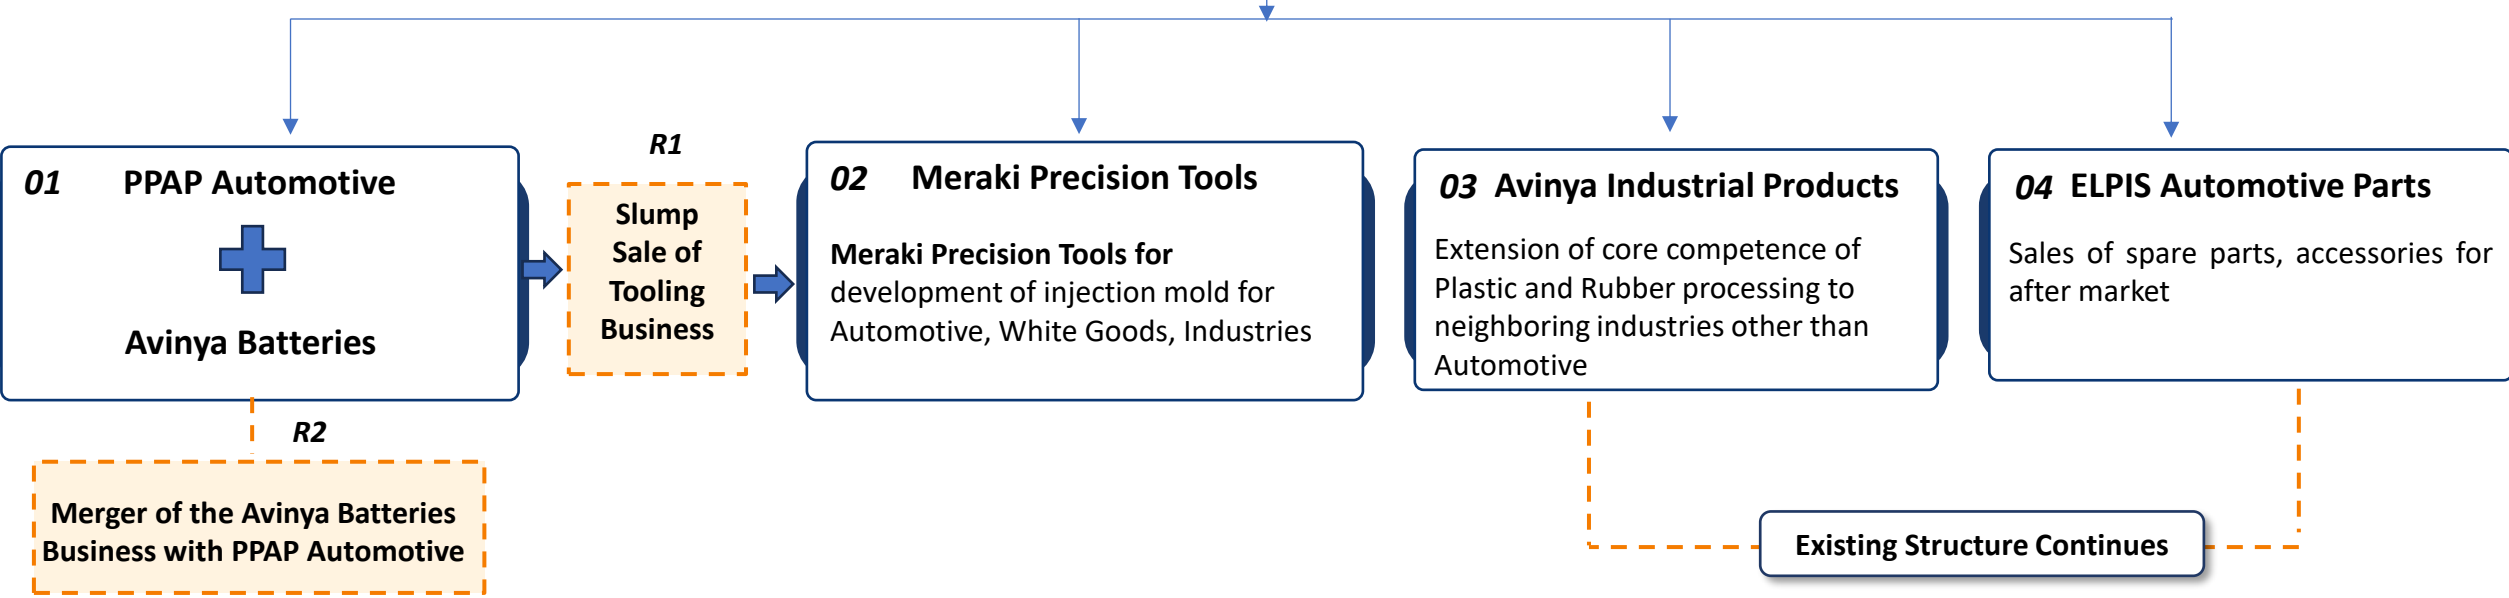 01 PPAP Automotive
Avinya Batteries
R2
Merger of the Avinya Batteries
Business with PPAP Automotive
R1
Slump
Sale of
Tooling
Business
02 Meraki Precision Tools
Meraki Precision Tools for
development of injection mold for
Automotive, White Goods, Industries
03 Avinya Industrial Products
Extension of core competence of
Plastic and Rubber processing to
neighboring industries other than
Automotive
04 ELPIS Automotive Parts
Sales of spare parts, accessories for
after market
Existing Structure Continues